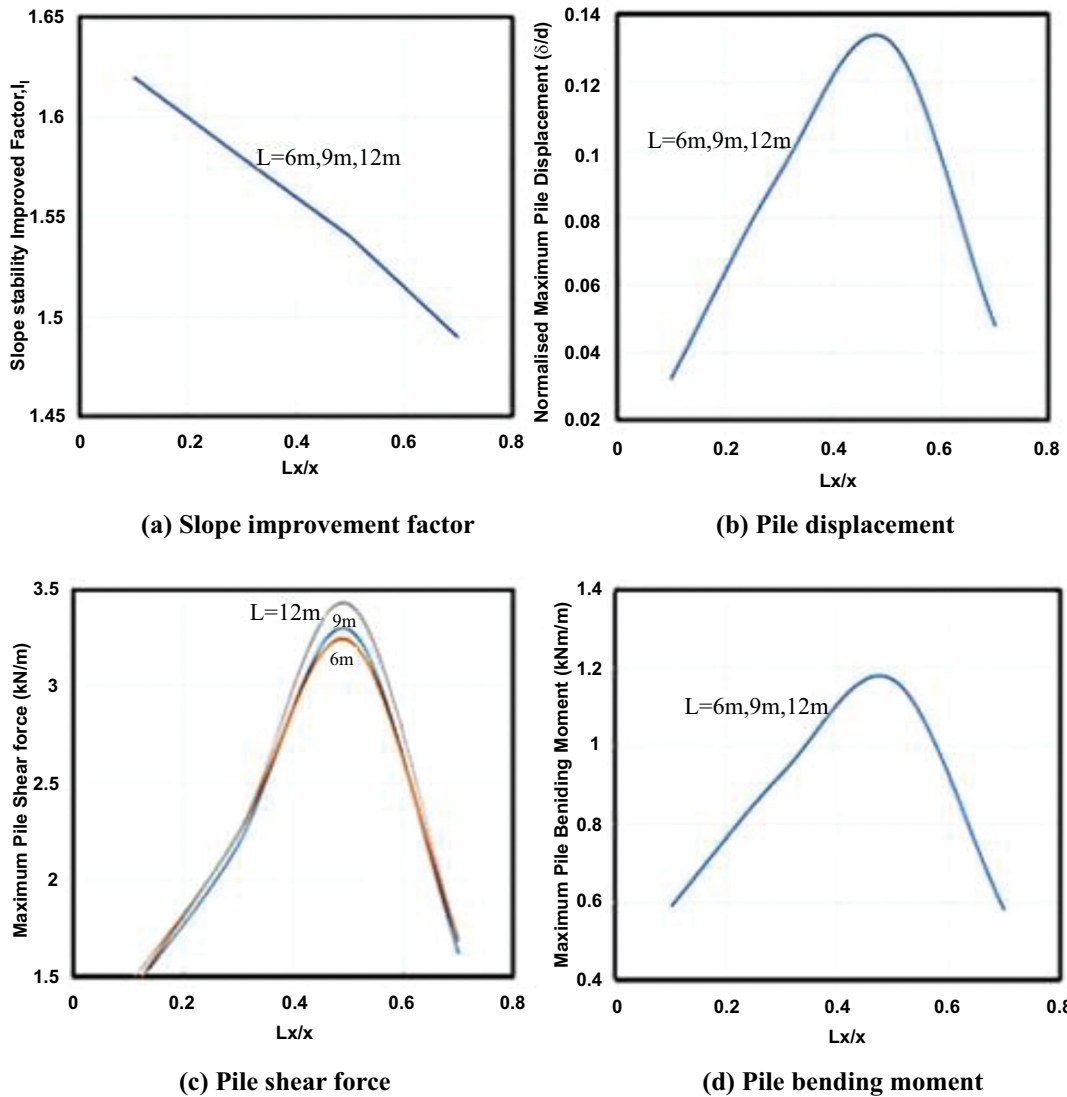 1.65
1.6
1.55
1.5
1.45
Slope stability Improved Factor,I_I
L=6m,9m,12m
0 0.2 0.4 0.6 0.8
Lx/x
(a) Slope improvement factor
0.14
0.12
0.1
0.08
0.06
0.04
0.02
Normalised Maximum Pile Displacement (δ/d)
L=6m,9m,12m
0 0.2 0.4 0.6 0.8
Lx/x
(b) Pile displacement
3.5
3
2.5
2
1.5
Maximum Pile Shear force (kN/m)
L=12m
9m
6m
0 0.2 0.4 0.6 0.8
Lx/x
(c) Pile shear force
1.4
1.2
1
0.8
0.6
0.4
Maximum Pile Beniding Moment (kNm/m)
L=6m,9m,12m
0 0.2 0.4 0.6 0.8
Lx/x
(d) Pile bending moment